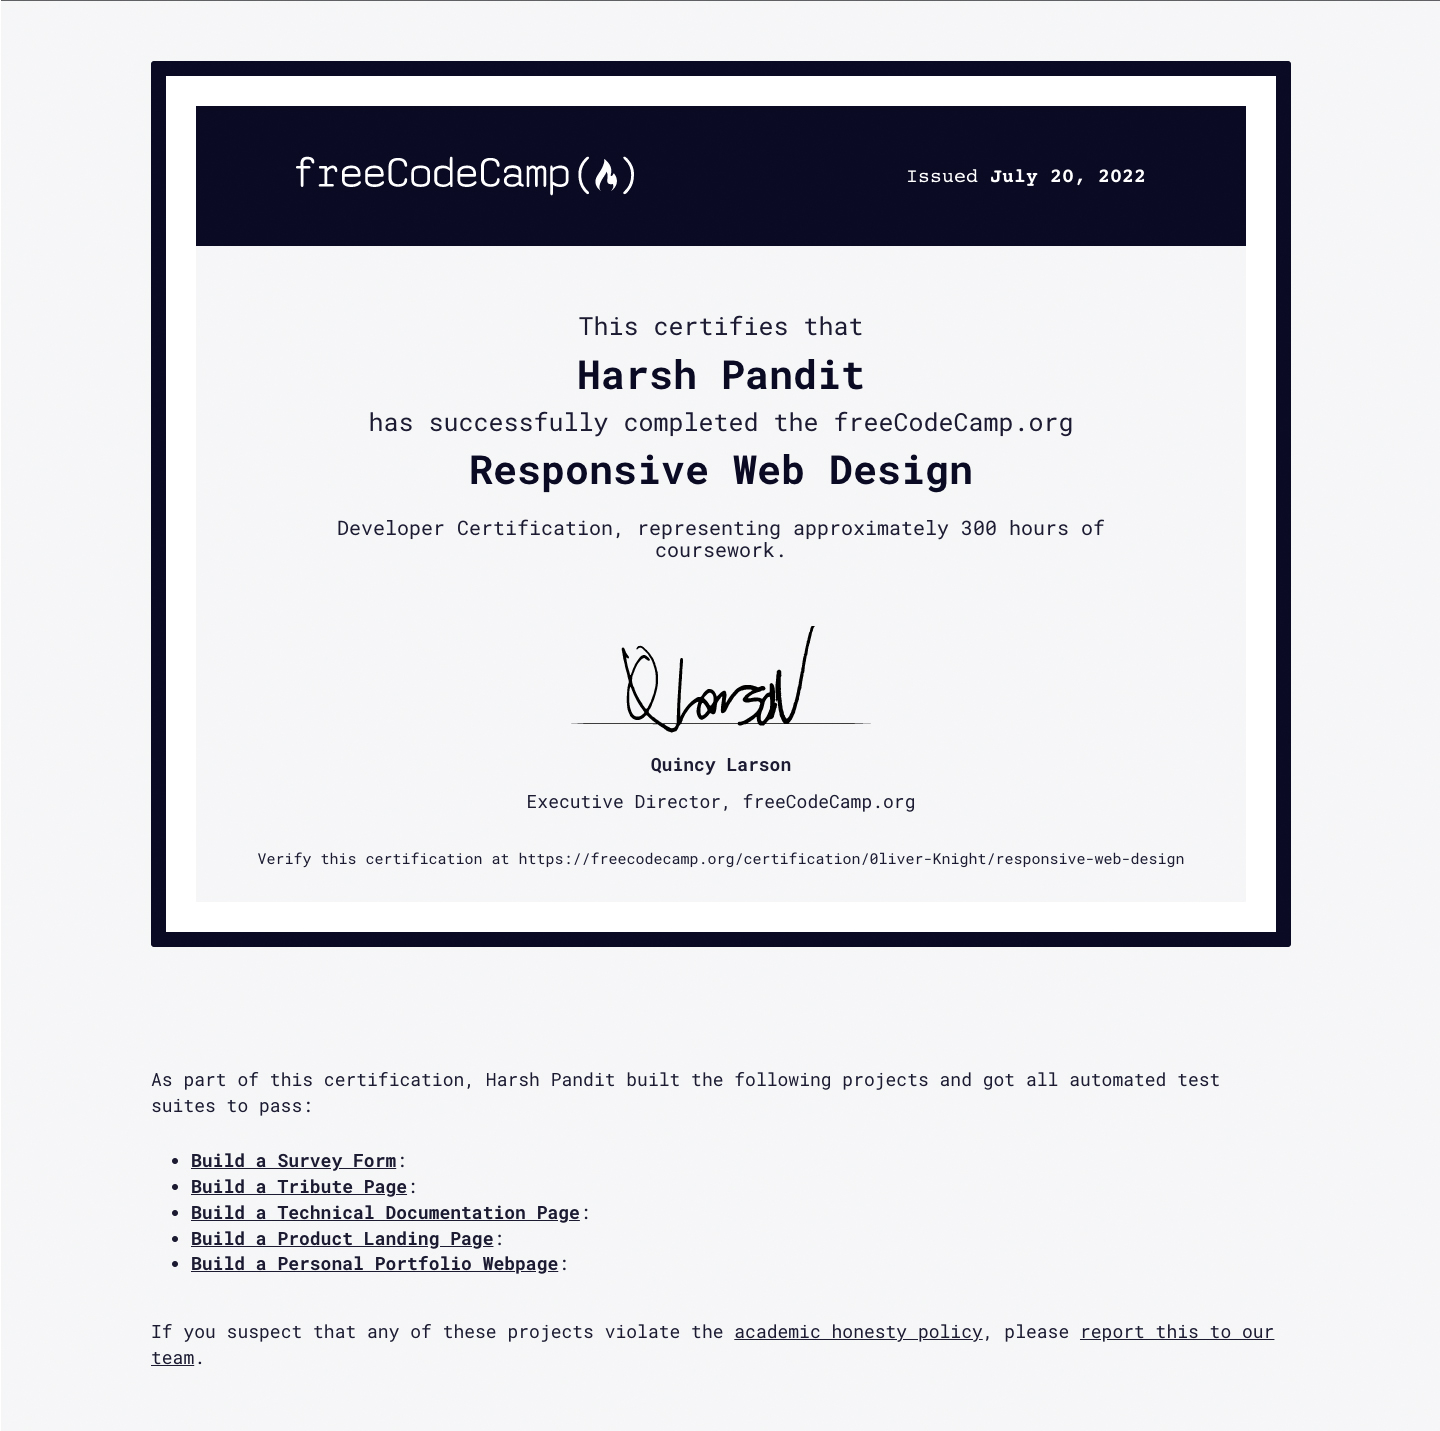 freeCodeCamp(🔥)
Issued July 20, 2022
This certifies that
Harsh Pandit
has successfully completed the freeCodeCamp.org
Responsive Web Design
Developer Certification, representing approximately 300 hours of
coursework.
Q Larson
Quincy Larson
Executive Director, freeCodeCamp.org
Verify this certification at https://freecodecamp.org/certification/0liver-Knight/responsive-web-design
As part of this certification, Harsh Pandit built the following projects and got all automated test
suites to pass:
• Build a Survey Form:
• Build a Tribute Page:
• Build a Technical Documentation Page:
• Build a Product Landing Page:
• Build a Personal Portfolio Webpage:
If you suspect that any of these projects violate the academic honesty policy, please report this to our
team.